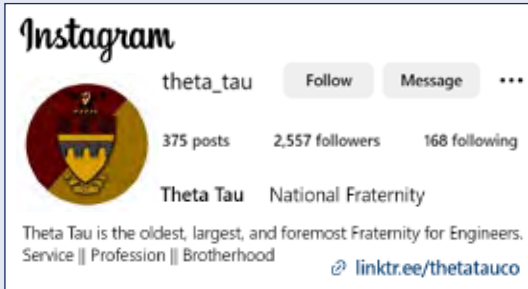 Instagram
theta_tau Follow Message •••
375 posts 2,557 followers 168 following
Theta Tau National Fraternity
Theta Tau is the oldest, largest, and foremost Fraternity for Engineers.
Service || Profession || Brotherhood
linktr.ee/thetatauco